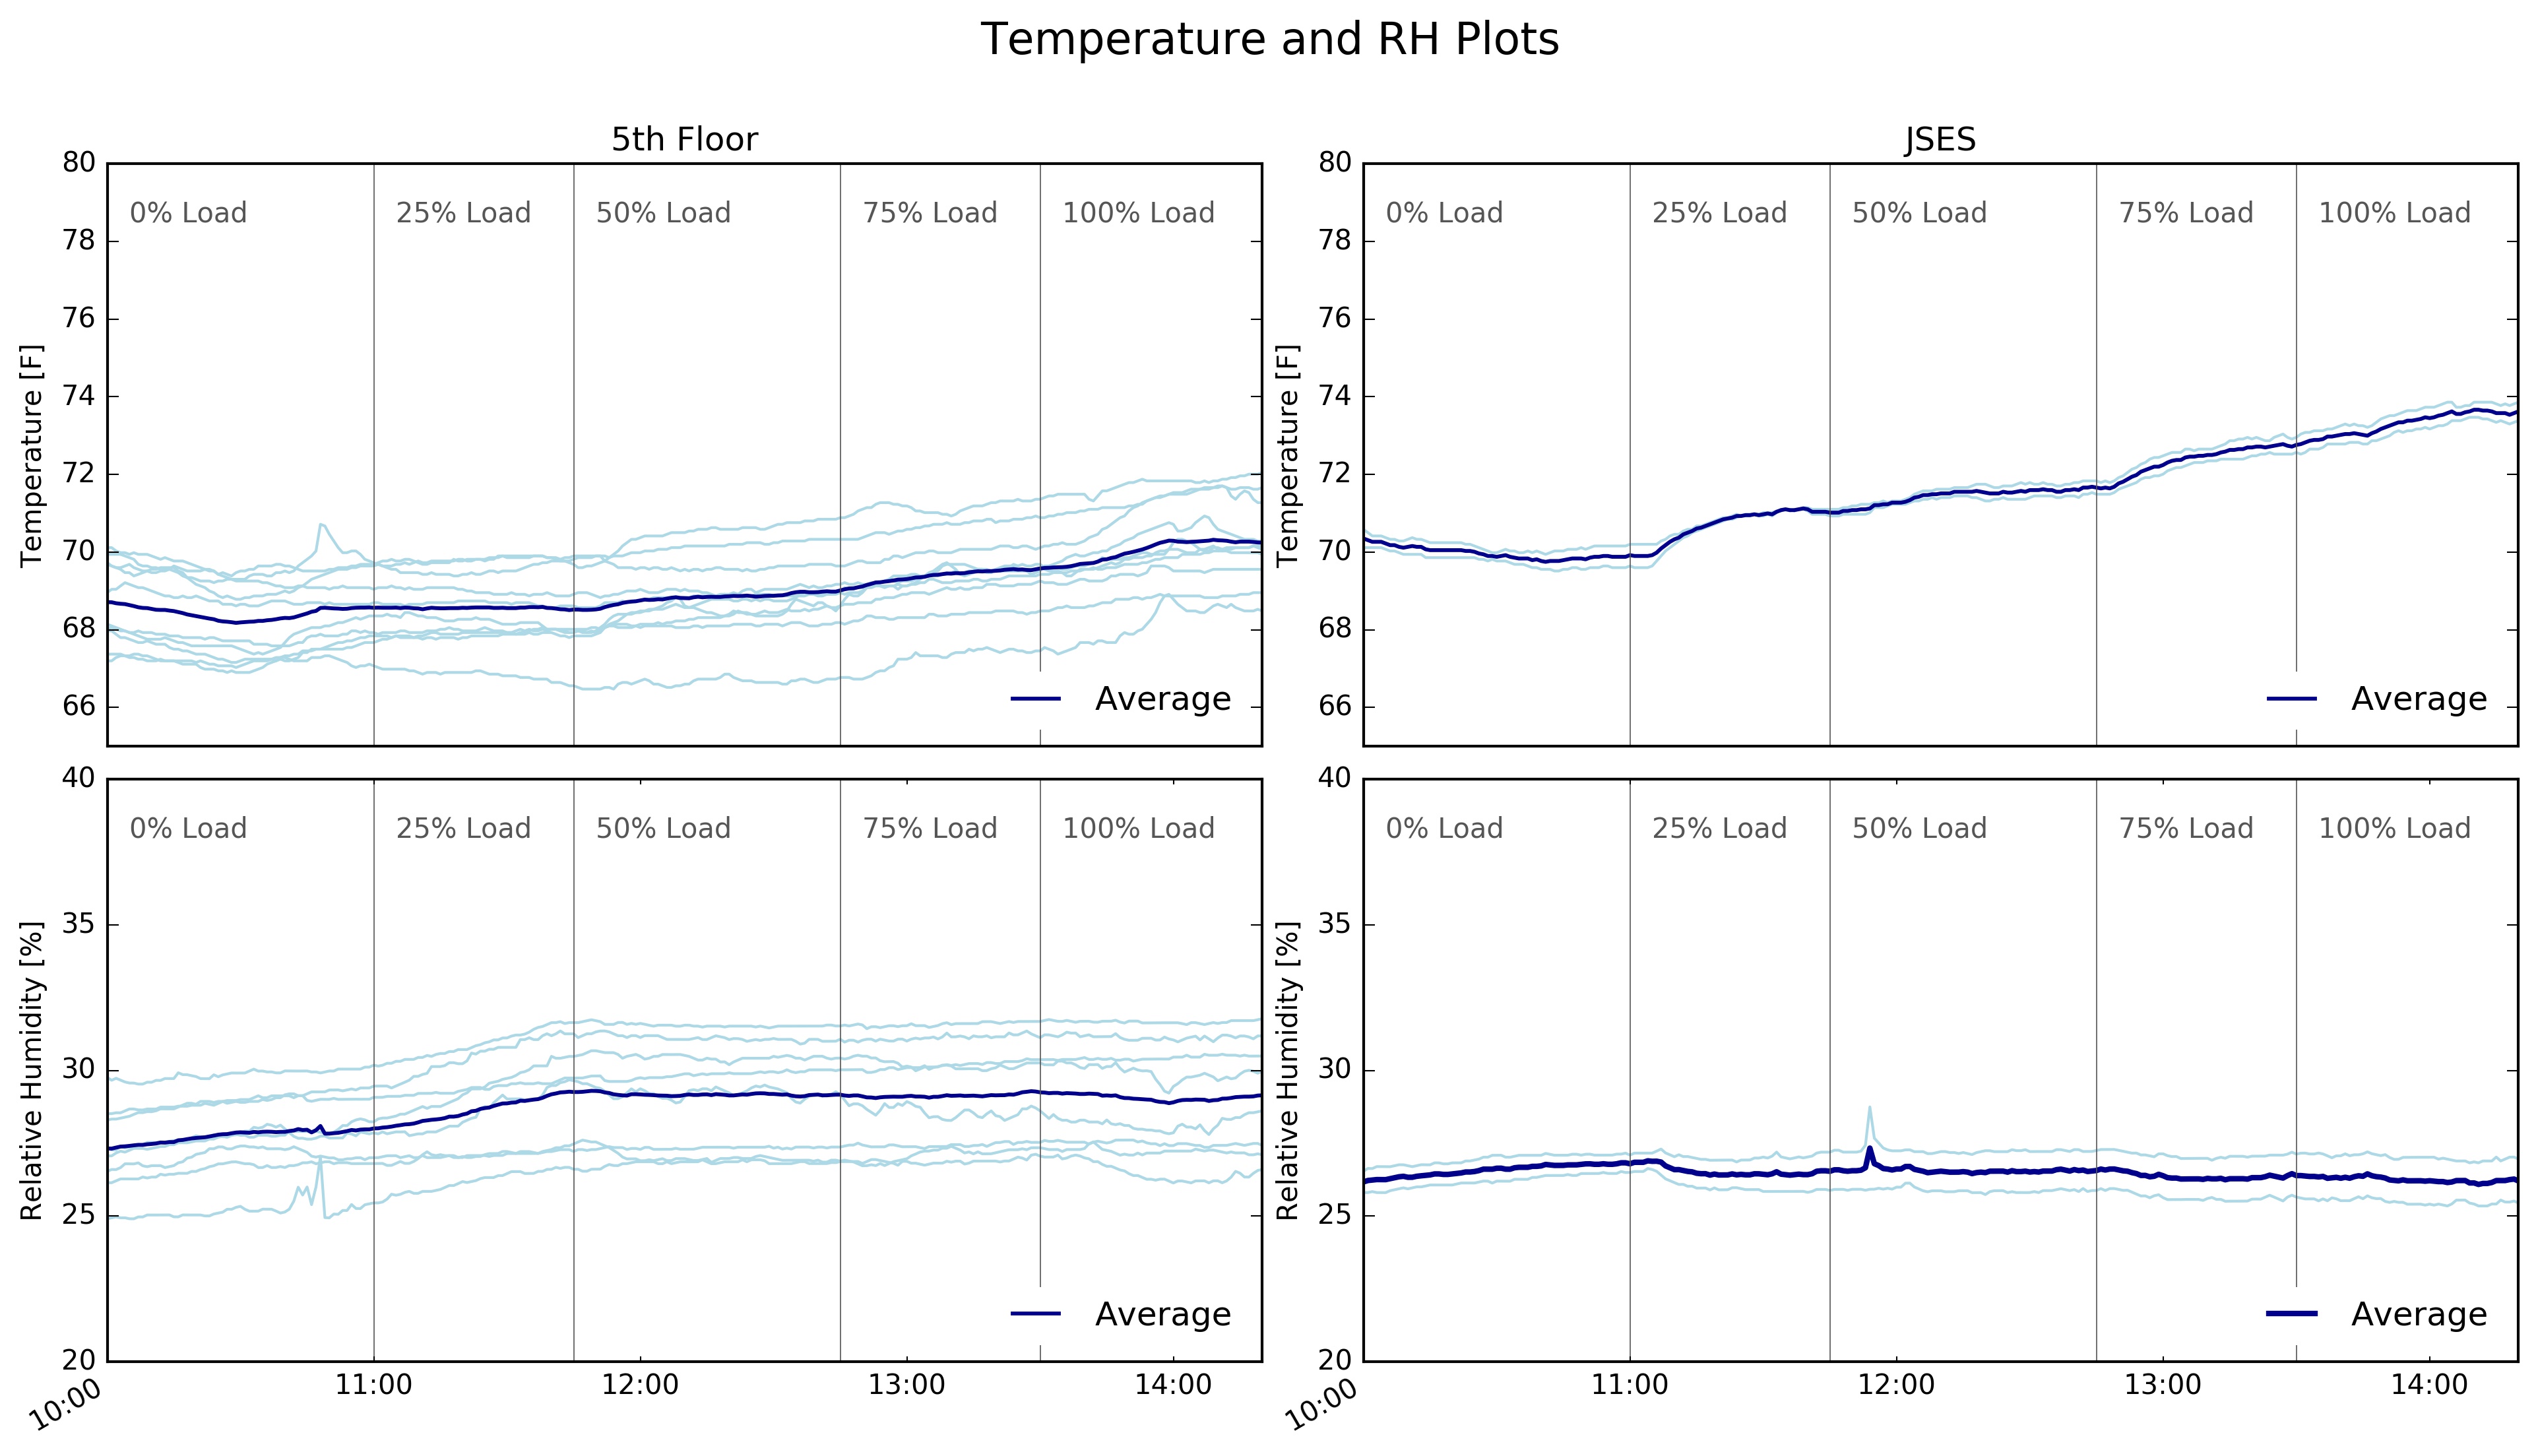 Temperature and RH Plots
5th Floor
80
78
76
74
72
70
68
66
Temperature [F]
0% Load
25% Load
50% Load
75% Load
100% Load
Average
JSES
80
78
76
74
72
70
68
66
Temperature [F]
0% Load
25% Load
50% Load
75% Load
100% Load
Average
40
35
30
25
20
Relative Humidity [%]
0% Load
25% Load
50% Load
75% Load
100% Load
Average
10:00
11:00
12:00
13:00
14:00
40
35
30
25
20
Relative Humidity [%]
0% Load
25% Load
50% Load
75% Load
100% Load
Average
10:00
11:00
12:00
13:00
14:00